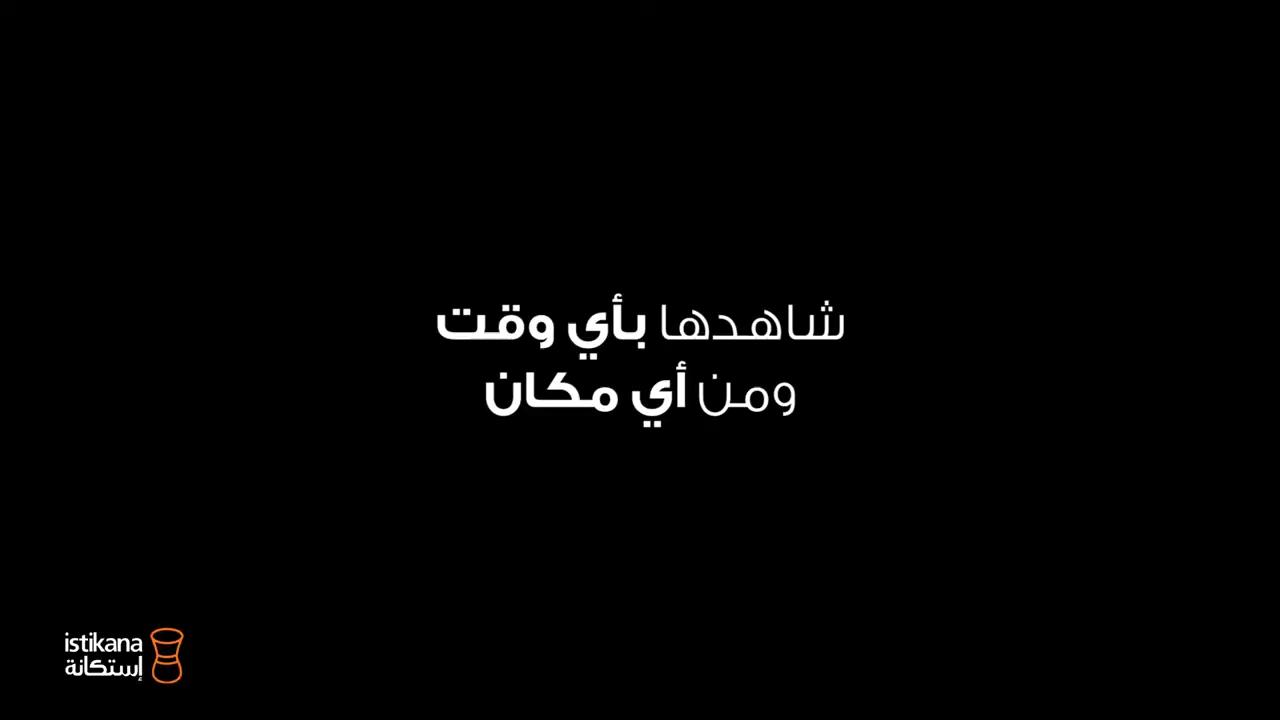 شاهدها بأي وقت
ومن أي مكان
istikana
إستكانة